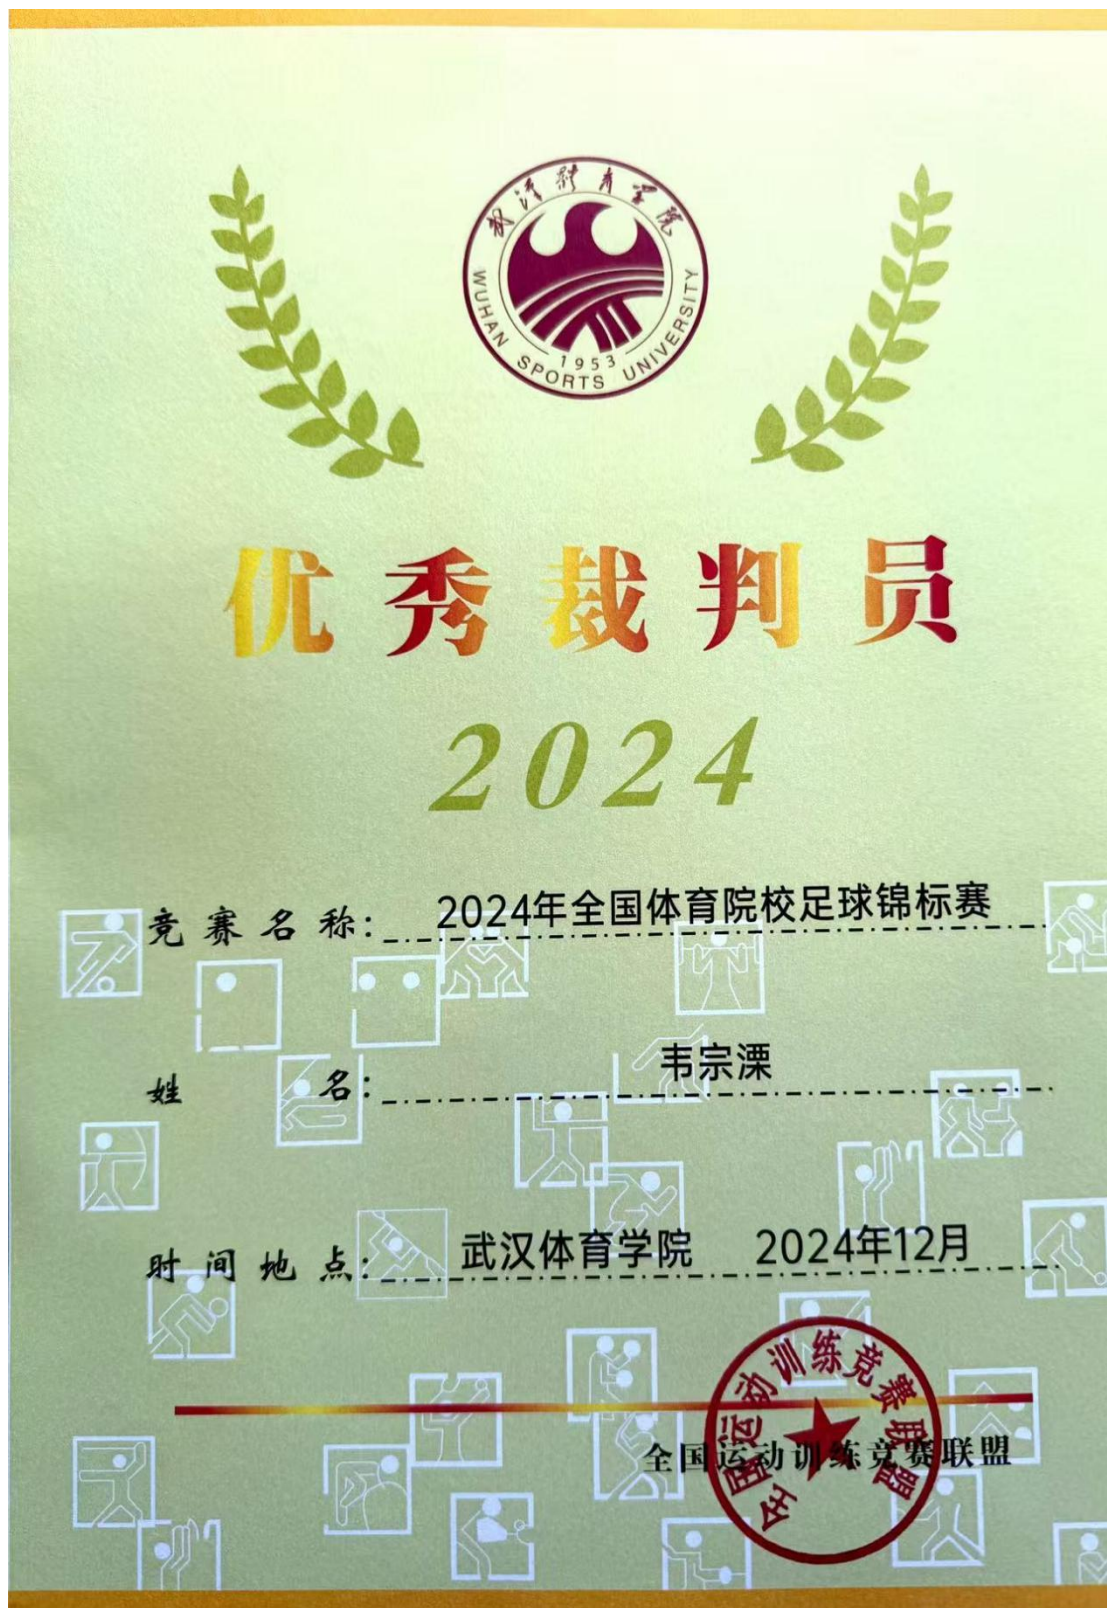 武汉体育学院
WUHAN SPORTS UNIVERSITY
1953
优秀裁判员
2024
竞赛名称：2024年全国体育院校足球锦标赛
姓名：韦宗溧
时间地点：武汉体育学院 2024年12月
全国运动训练竞赛联盟
全国运动训练竞赛联盟